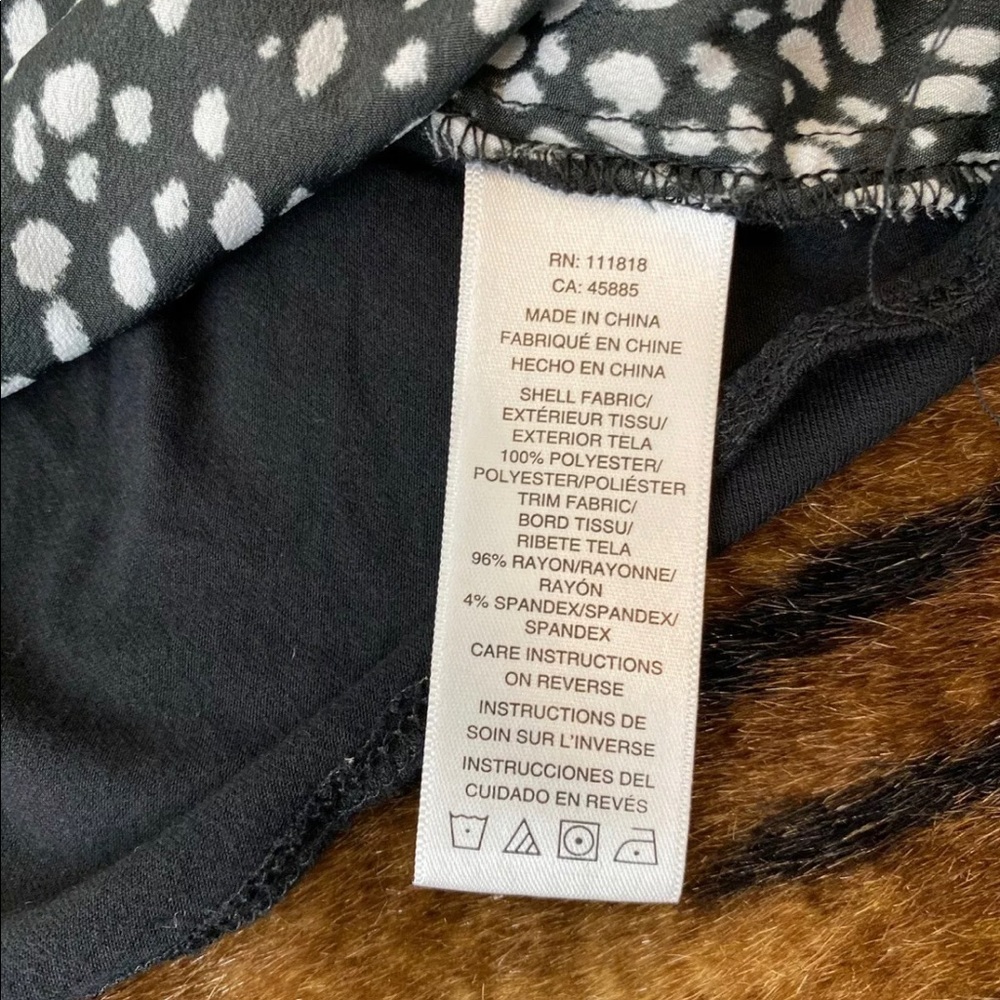 RN: 111818
CA: 45885
MADE IN CHINA
FABRIQUÉ EN CHINE
HECHO EN CHINA
SHELL FABRIC/
EXTÉRIEUR TISSU/
EXTERIOR TELA
100% POLYESTER/
POLYESTER/POLIÉSTER
TRIM FABRIC/
BORD TISSU/
RIBETE TELA
96% RAYON/RAYONNE/
RAYÓN
4% SPANDEX/SPANDEX/
SPANDEX
CARE INSTRUCTIONS
ON REVERSE
INSTRUCTIONS DE
SOIN SUR L'INVERSE
INSTRUCCIONES DEL
CUIDADO EN REVÉS